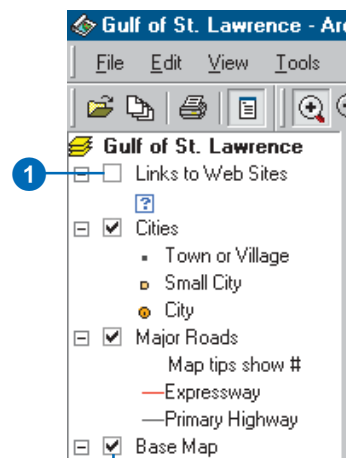 Gulf of St. Lawrence - Ar
File Edit View Tools
Gulf of St. Lawrence
1
Links to Web Sites
?
Cities
Town or Village
Small City
City
Major Roads
Map tips show #
Expressway
Primary Highway
Base Map